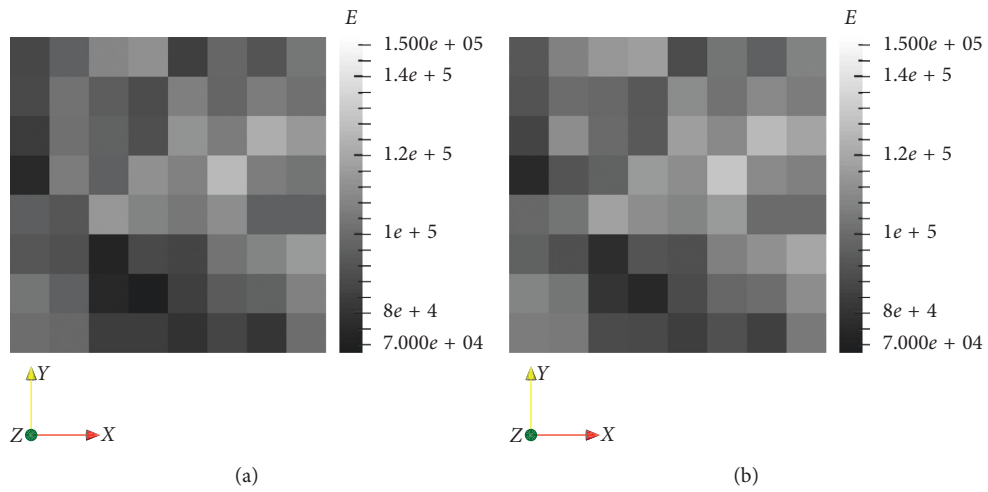 E
1.500e + 05
1.4e + 5
1.2e + 5
1e + 5
8e + 4
7.000e + 04
Y
Z
X
(a)
E
1.500e + 05
1.4e + 5
1.2e + 5
1e + 5
8e + 4
7.000e + 04
Y
Z
X
(b)